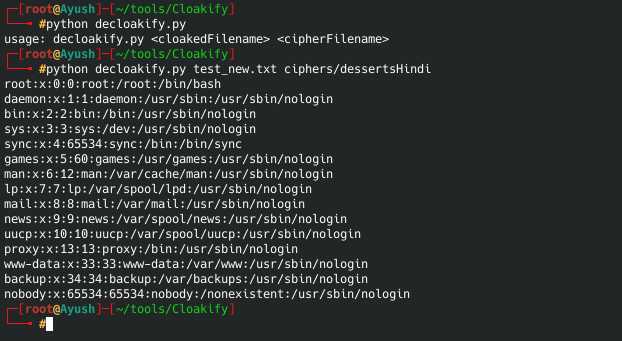 ┌─[root@Ayush]─[~/tools/Cloakify]
└──╼ #python decloakify.py
usage: decloakify.py <cloakedFilename> <cipherFilename>
┌─[root@Ayush]─[~/tools/Cloakify]
└──╼ #python decloakify.py test_new.txt ciphers/dessertsHindi
root:x:0:0:root:/root:/bin/bash
daemon:x:1:1:daemon:/usr/sbin:/usr/sbin/nologin
bin:x:2:2:bin:/bin:/usr/sbin/nologin
sys:x:3:3:sys:/dev:/usr/sbin/nologin
sync:x:4:65534:sync:/bin:/bin/sync
games:x:5:60:games:/usr/games:/usr/sbin/nologin
man:x:6:12:man:/var/cache/man:/usr/sbin/nologin
lp:x:7:7:lp:/var/spool/lpd:/usr/sbin/nologin
mail:x:8:8:mail:/var/mail:/usr/sbin/nologin
news:x:9:9:news:/var/spool/news:/usr/sbin/nologin
uucp:x:10:10:uucp:/var/spool/uucp:/usr/sbin/nologin
proxy:x:13:13:proxy:/bin:/usr/sbin/nologin
www-data:x:33:33:www-data:/var/www:/usr/sbin/nologin
backup:x:34:34:backup:/var/backups:/usr/sbin/nologin
nobody:x:65534:65534:nobody:/nonexistent:/usr/sbin/nologin
┌─[root@Ayush]─[~/tools/Cloakify]
└──╼ #